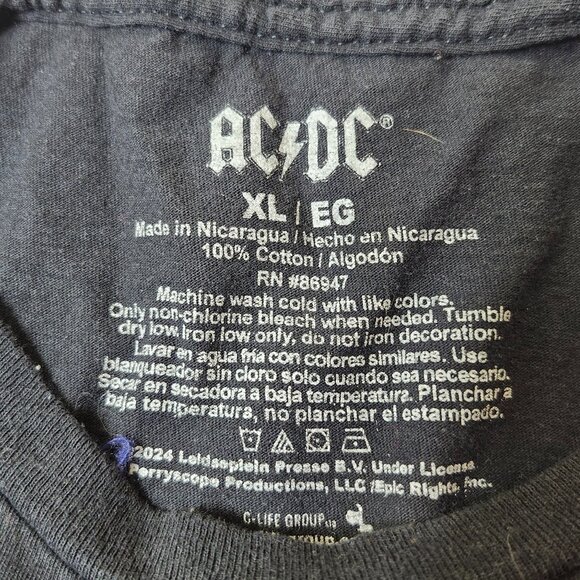 AC DC®
XL / EG
Made in Nicaragua / Hecho en Nicaragua
100% Cotton / Algodón
RN #86947
Machine wash cold with like colors.
Only non-chlorine bleach when needed. Tumble
dry low. Iron low only, do not iron decoration.
Lavar en agua fria con colores similares. Use
blanqueador sin cloro solo cuando sea necesario.
Secar en secadora a baja temperatura. Planchar a
baja temperatura, no planchar el estampado.
2024 Leidseplein Presse B.V. Under License
Perryscope Productions, LLC /Epic Rights, Inc.
C-LIFE GROUP